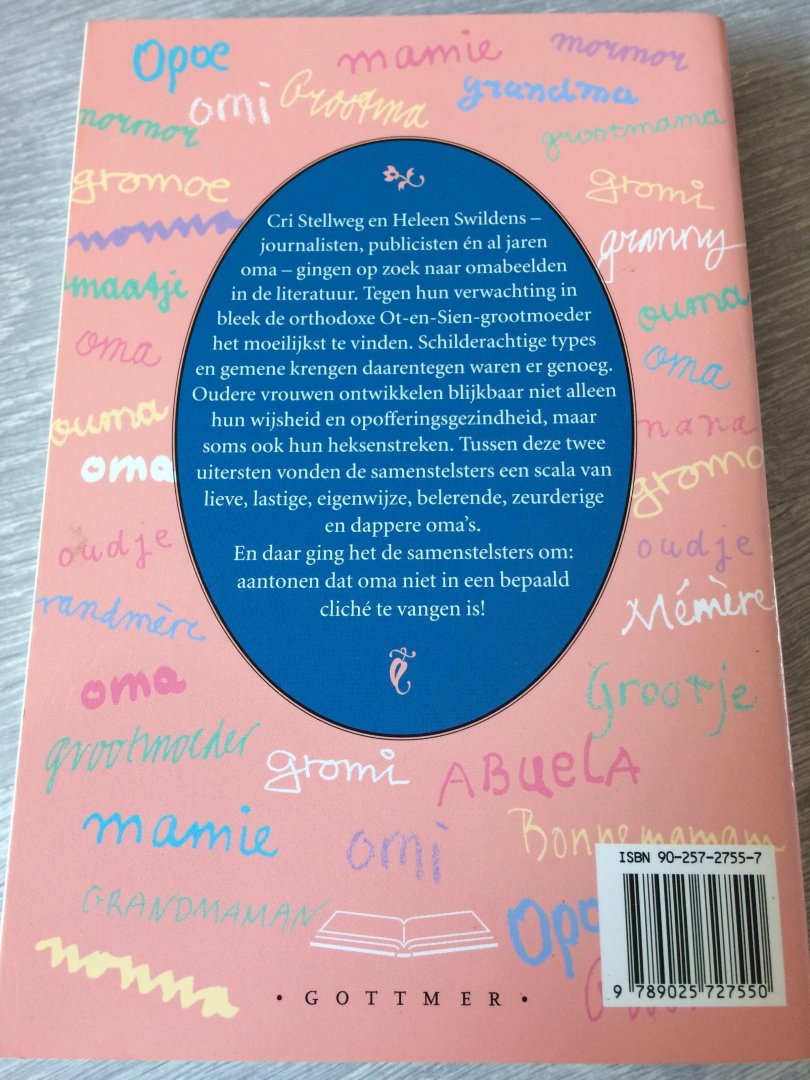 Opoe
mamie
mormor
omi
Grootma
grandma
mormor
grootmama
gromoe
gromi
nonna
granny
maatje
ouma
oma
oma
ouma
nana
oma
gromo
oudje
oudje
randmère
Mémère
oma
Grootje
grootmoeder
gromi
ABUELA
mamie
omi
Bonnemamam
GRANDMAMAN
Opo
nonna
Cri Stellweg en Heleen Swildens –
journalisten, publicisten én al jaren
oma – gingen op zoek naar omabeelden
in de literatuur. Tegen hun verwachting in
bleek de orthodoxe Ot-en-Sien-grootmoeder
het moeilijkst te vinden. Schilderachtige types
en gemene krengen daarentegen waren er genoeg.
Oudere vrouwen ontwikkelen blijkbaar niet alleen
hun wijsheid en opofferingsgezindheid, maar
soms ook hun heksenstreken. Tussen deze twee
uitersten vonden de samenstelsters een scala van
lieve, lastige, eigenwijze, belerende, zeurderige
en dappere oma's.
En daar ging het de samenstelsters om:
aantonen dat oma niet in een bepaald
cliché te vangen is!
ISBN 90-257-2755-7
9 789025 727550
• GOTTMER •